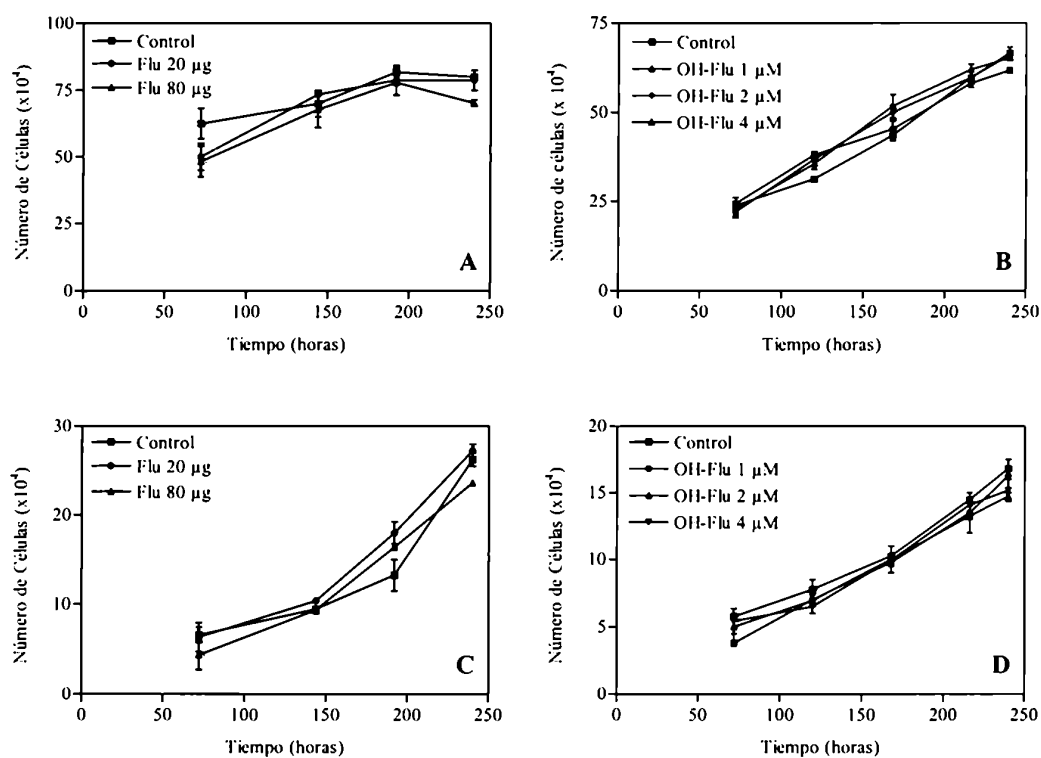 100
75
50
25
0
Número de Células (x10⁴)
Control
Flu 20 µg
Flu 80 µg
A
0 50 100 150 200 250
Tiempo (horas)
75
50
25
0
Número de células (x 10⁴)
Control
OH-Flu 1 µM
OH-Flu 2 µM
OH-Flu 4 µM
B
0 50 100 150 200 250
Tiempo (horas)
30
20
10
0
Número de Células (x10⁴)
Control
Flu 20 µg
Flu 80 µg
C
0 50 100 150 200 250
Tiempo (horas)
20
15
10
5
0
Número de Células (x10⁴)
Control
OH-Flu 1 µM
OH-Flu 2 µM
OH-Flu 4 µM
D
0 50 100 150 200 250
Tiempo (horas)